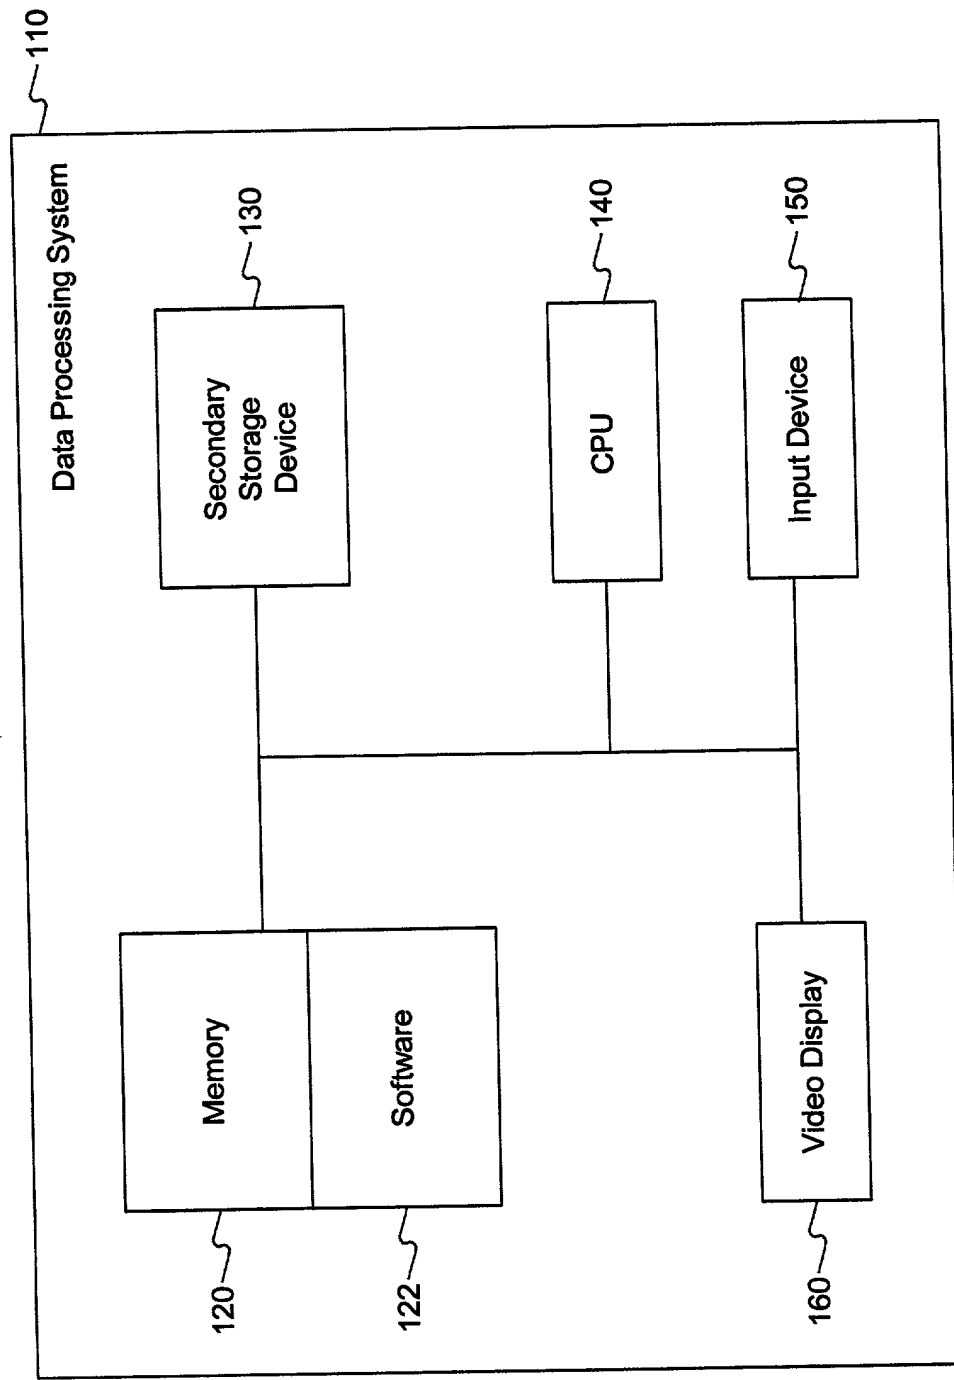 110
Data Processing System
120
Memory
Secondary
Storage
Device
130
122
Software
CPU
140
160
Video Display
Input Device
150